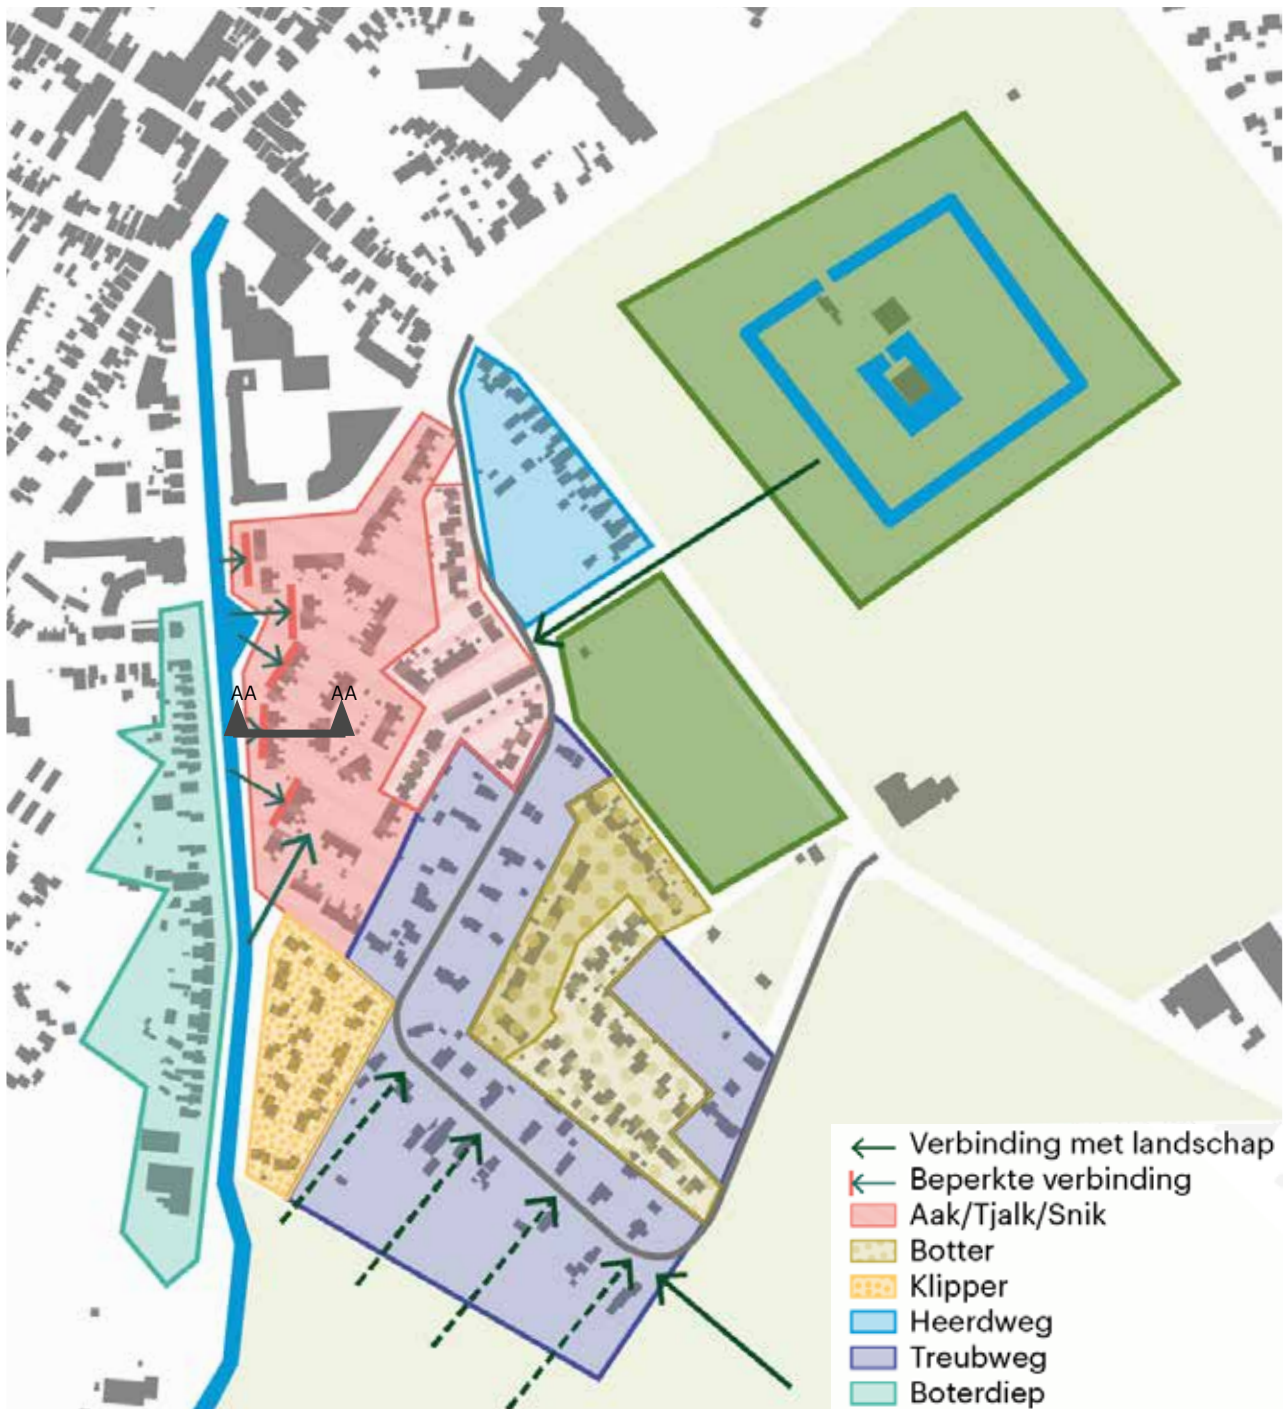 AA AA
Verbinding met landschap
Beperkte verbinding
Aak/Tjalk/Snik
Botter
Klipper
Heerdweg
Treubweg
Boterdiep